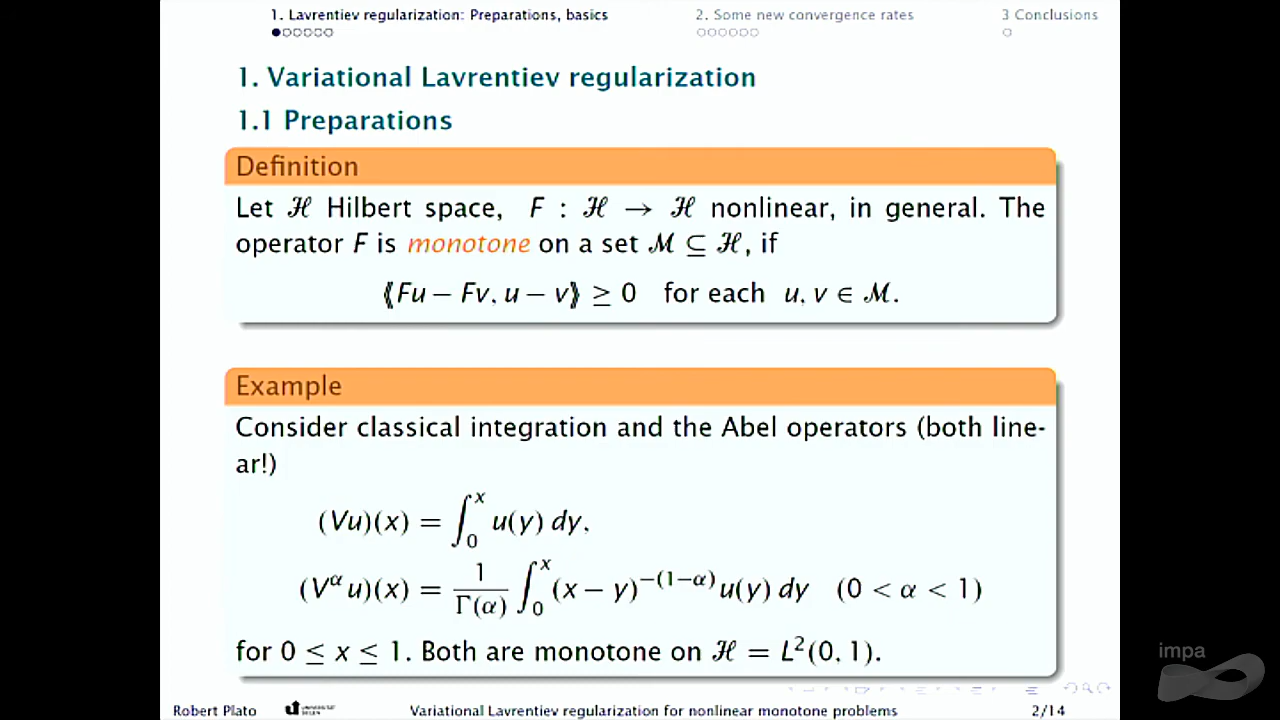 1. Lavrentiev regularization: Preparations, basics 2. Some new convergence rates 3 Conclusions
1. Variational Lavrentiev regularization
1.1 Preparations
Definition
Let ℋ Hilbert space, F : ℋ → ℋ nonlinear, in general. The
operator F is monotone on a set ℳ ⊆ ℋ, if
⟪Fu − Fv, u − v⟫ ≥ 0 for each u, v ∈ ℳ.
Example
Consider classical integration and the Abel operators (both line-
ar!)
(Vu)(x) = ∫₀ˣ u(y) dy,
(V^α u)(x) = 1/Γ(α) ∫₀ˣ (x − y)^−(1−α) u(y) dy (0 < α < 1)
for 0 ≤ x ≤ 1. Both are monotone on ℋ = L²(0, 1).
impa
Robert Plato Variational Lavrentiev regularization for nonlinear monotone problems 2/14